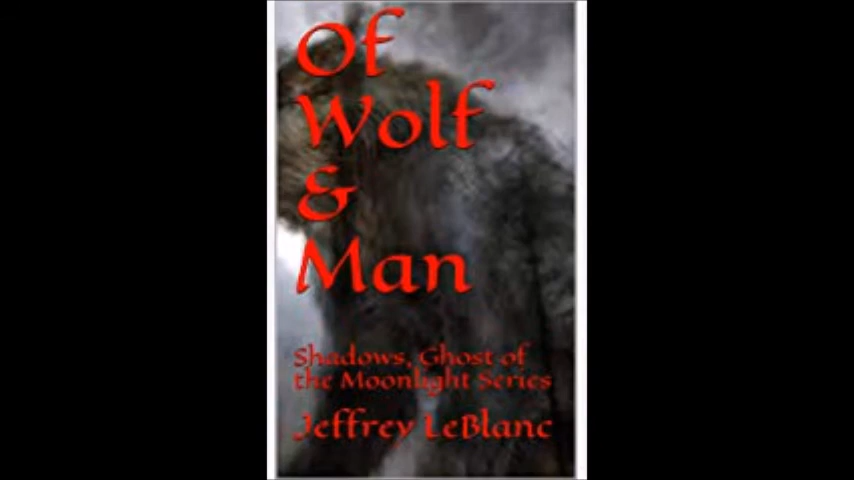 Of
Wolf
&
Man
Shadows, Ghost of
the Moonlight Series
Jeffrey LeBlanc